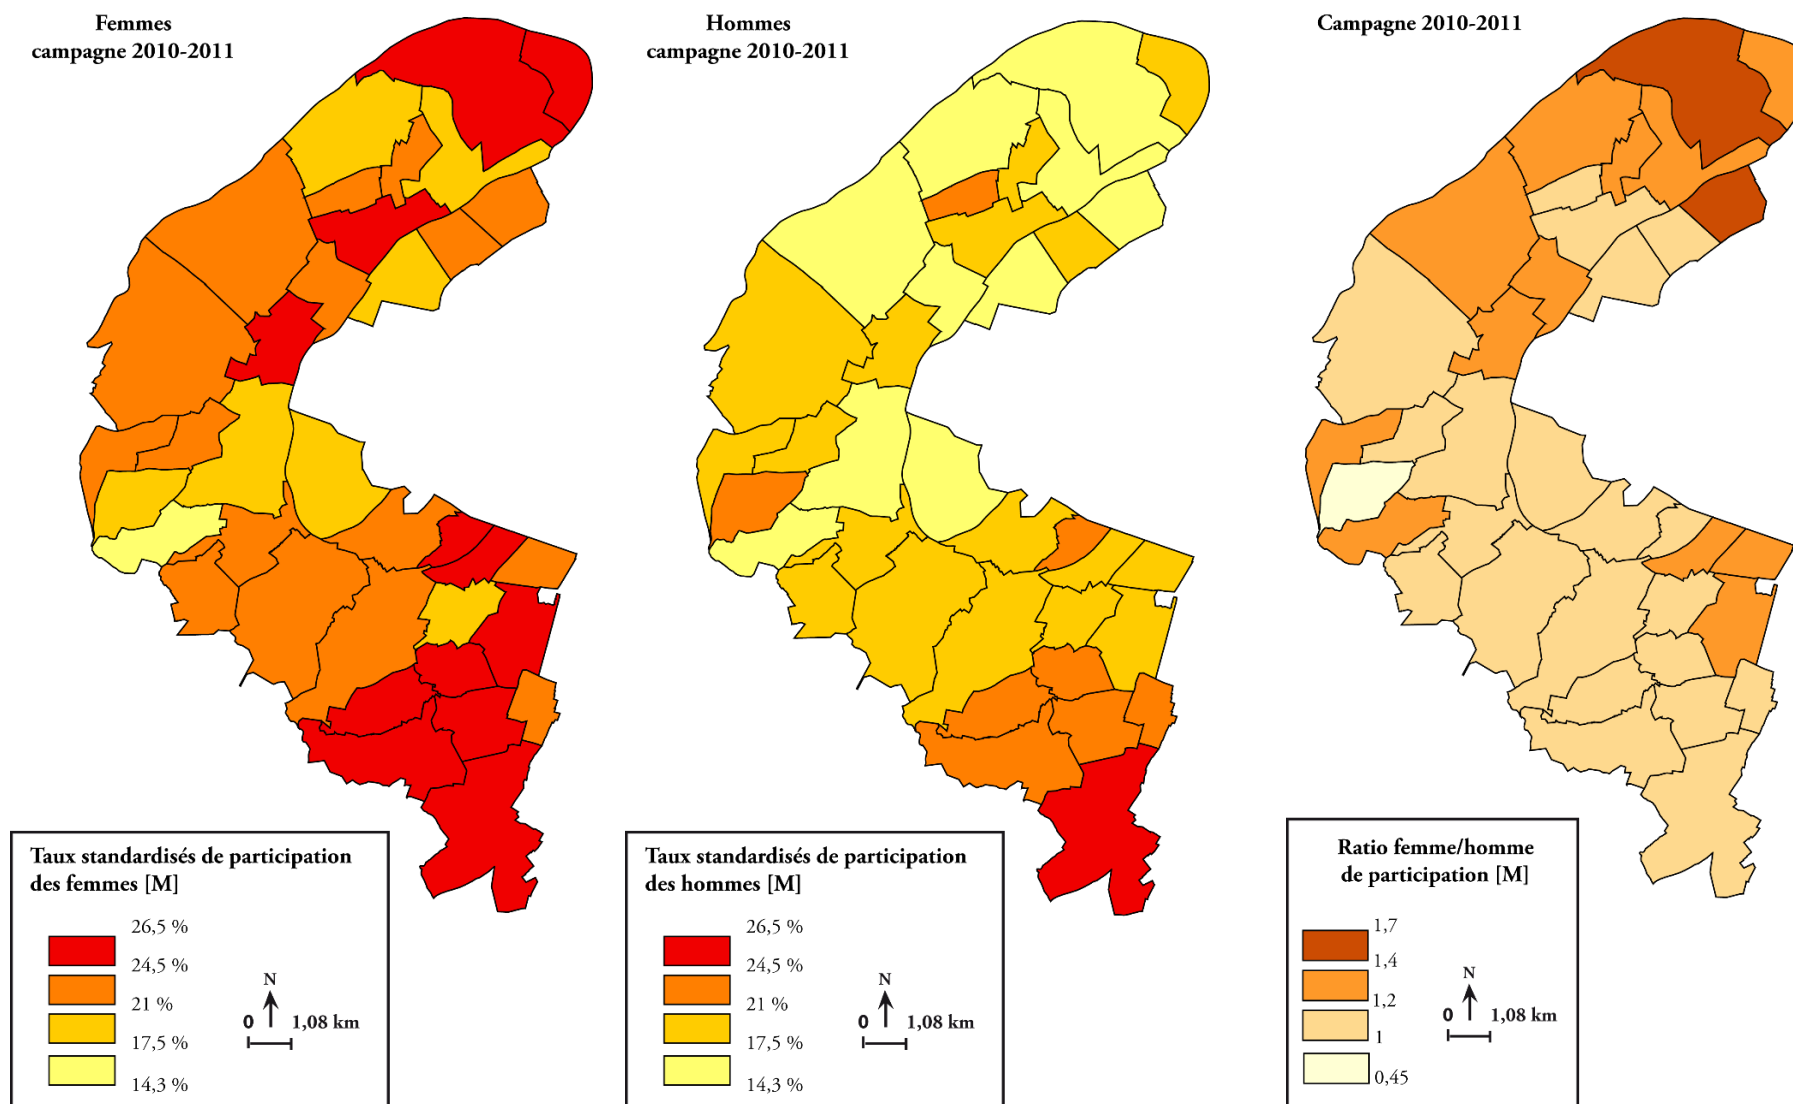 Femmes
campagne 2010-2011
Hommes
campagne 2010-2011
Campagne 2010-2011
Taux standardisés de participation
des femmes [M]
26,5 %
24,5 %
21 %
17,5 %
14,3 %
N
0 1,08 km
Taux standardisés de participation
des hommes [M]
26,5 %
24,5 %
21 %
17,5 %
14,3 %
N
0 1,08 km
Ratio femme/homme
de participation [M]
1,7
1,4
1,2
1
0,45
N
0 1,08 km